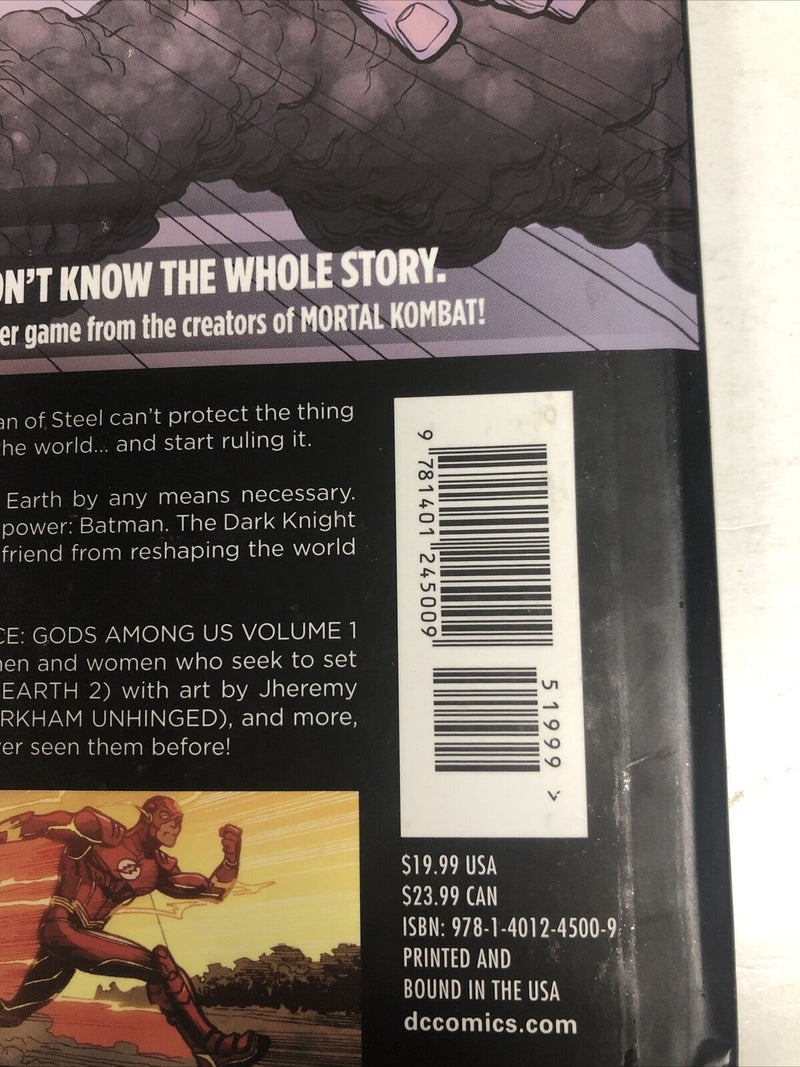 N'T KNOW THE WHOLE STORY.
er game from the creators of MORTAL KOMBAT!
an of Steel can't protect the thing
he world... and start ruling it.
Earth by any means necessary.
power: Batman. The Dark Knight
friend from reshaping the world
CE: GODS AMONG US VOLUME 1
en and women who seek to set
EARTH 2) with art by Jheremy
RKHAM UNHINGED), and more,
er seen them before!
9 781401 245009
51999 >
$19.99 USA
$23.99 CAN
ISBN: 978-1-4012-4500-9
PRINTED AND
BOUND IN THE USA
dccomics.com